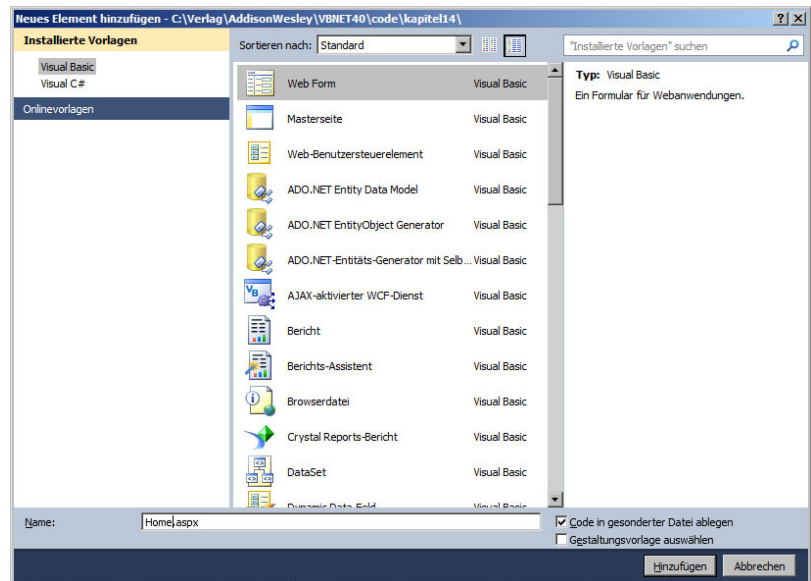 Neues Element hinzufügen - C:\Verlag\AddisonWesley\VBNET40\code\kapitel14\
Installierte Vorlagen
Visual Basic
Visual C#
Onlinevorlagen
Sortieren nach: Standard
Web Form Visual Basic
Masterseite Visual Basic
Web-Benutzersteuerelement Visual Basic
ADO.NET Entity Data Model Visual Basic
ADO.NET EntityObject Generator Visual Basic
ADO.NET-Entitäts-Generator mit Selb... Visual Basic
AJAX-aktivierter WCF-Dienst Visual Basic
Bericht Visual Basic
Berichts-Assistent Visual Basic
Browserdatei Visual Basic
Crystal Reports-Bericht Visual Basic
DataSet Visual Basic
Dynamic Data-Feld Visual Basic
"Installierte Vorlagen" suchen
Typ: Visual Basic
Ein Formular für Webanwendungen.
Name: Home.aspx
Code in gesonderter Datei ablegen
Gestaltungsvorlage auswählen
Hinzufügen Abbrechen